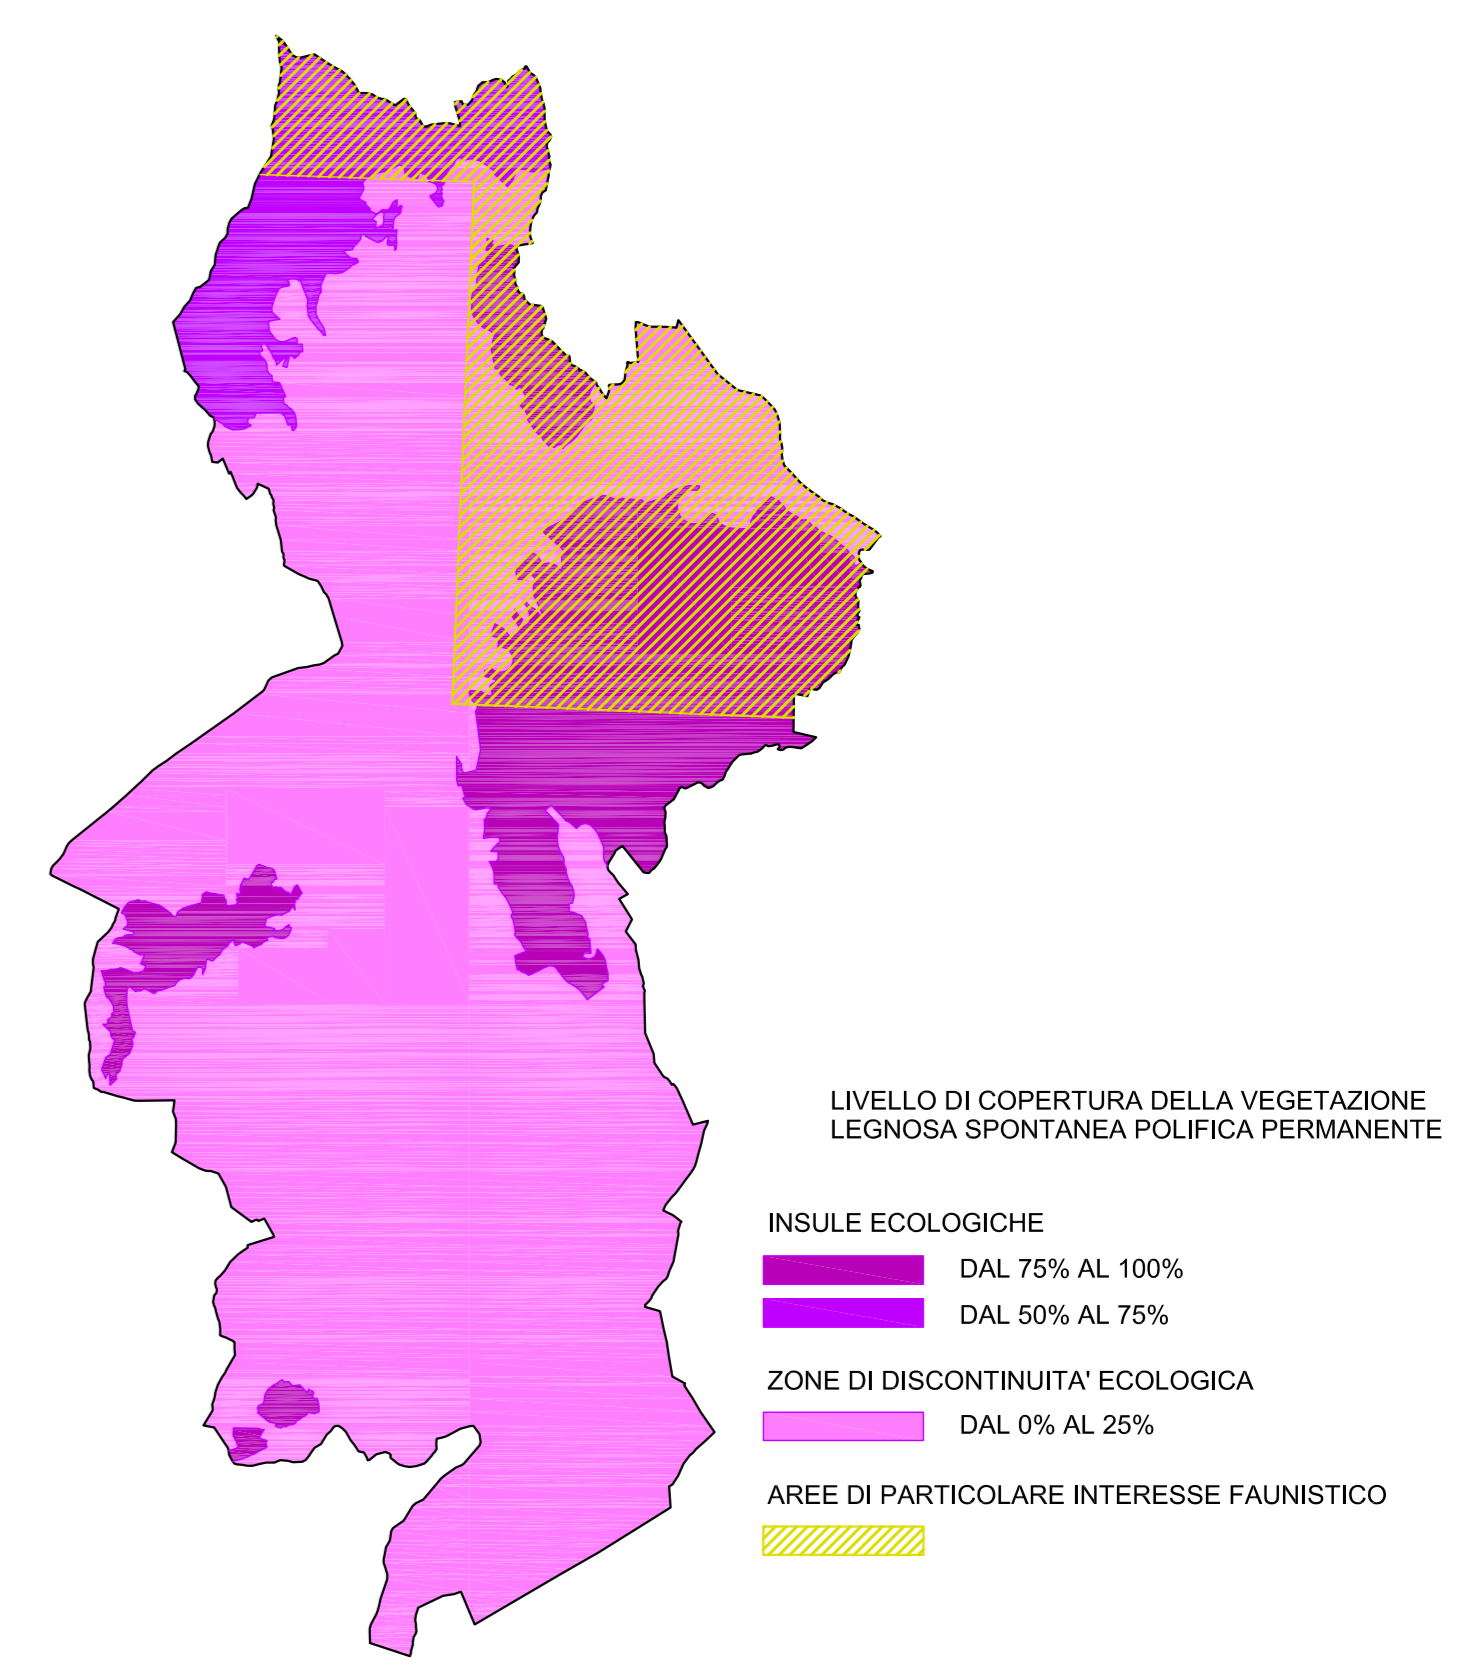 LIVELLO DI COPERTURA DELLA VEGETAZIONE
LEGNOSA SPONTANEA POLIFICA PERMANENTE
INSULE ECOLOGICHE
DAL 75% AL 100%
DAL 50% AL 75%
ZONE DI DISCONTINUITA' ECOLOGICA
DAL 0% AL 25%
AREE DI PARTICOLARE INTERESSE FAUNISTICO